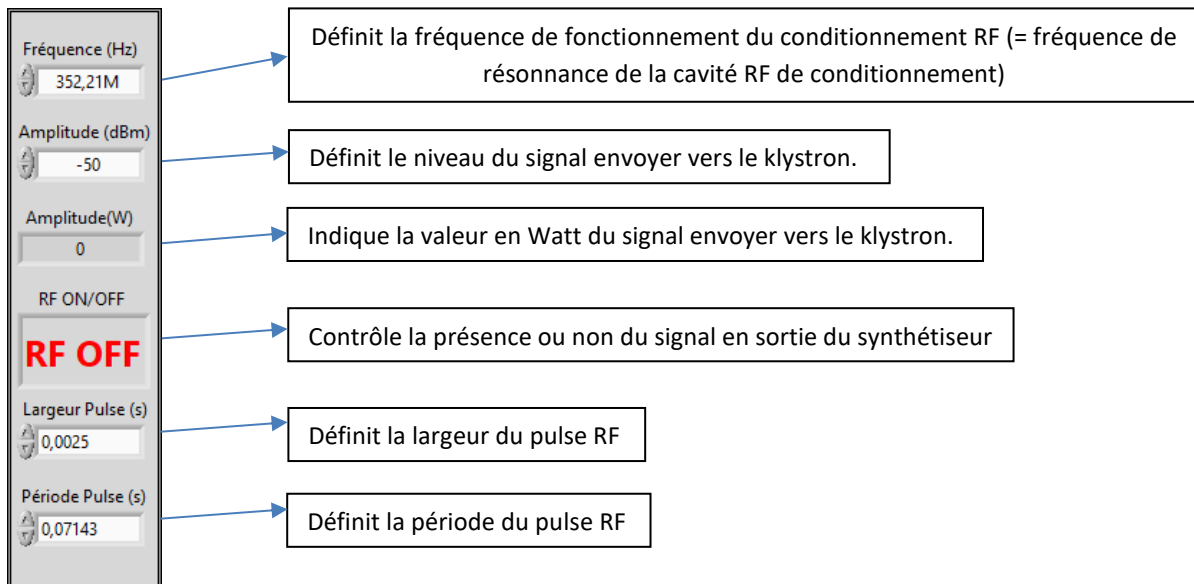 Fréquence (Hz)
352,21M
Définit la fréquence de fonctionnement du conditionnement RF (= fréquence de
résonnance de la cavité RF de conditionnement)
Amplitude (dBm)
-50
Définit le niveau du signal envoyer vers le klystron.
Amplitude(W)
0
Indique la valeur en Watt du signal envoyer vers le klystron.
RF ON/OFF
RF OFF
Contrôle la présence ou non du signal en sortie du synthétiseur
Largeur Pulse (s)
0,0025
Définit la largeur du pulse RF
Période Pulse (s)
0,07143
Définit la période du pulse RF